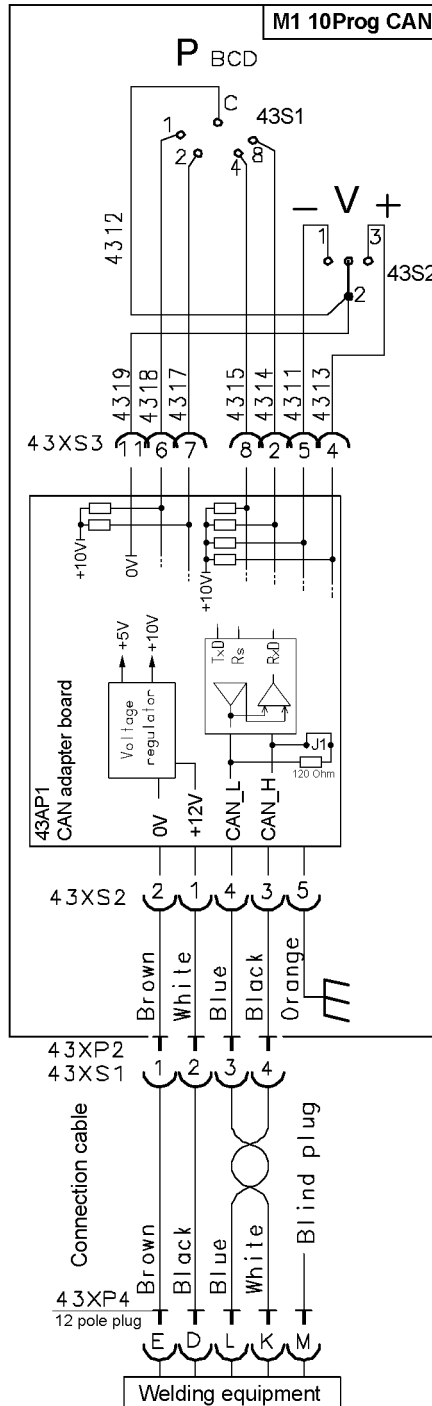 M1 10Prog CAN
P BCD
C
43S1
1
2
4
8
4312
− V +
1
3
43S2
2
4319
4318
4317
4315
4314
4311
4313
43XS3
11
6
7
8
2
5
4
+10V
0V
+10V
+5V
+10V
TxD
Rs
RxD
Voltage
regulator
J1
120 Ohm
43AP1
CAN adapter board
0V
+12V
CAN_L
CAN_H
43XS2
2
1
4
3
5
Brown
White
Blue
Black
Orange
43XP2
43XS1
1
2
3
4
Connection cable
Brown
Black
Blue
White
Blind plug
43XP4
12 pole plug
E
D
L
K
M
Welding equipment